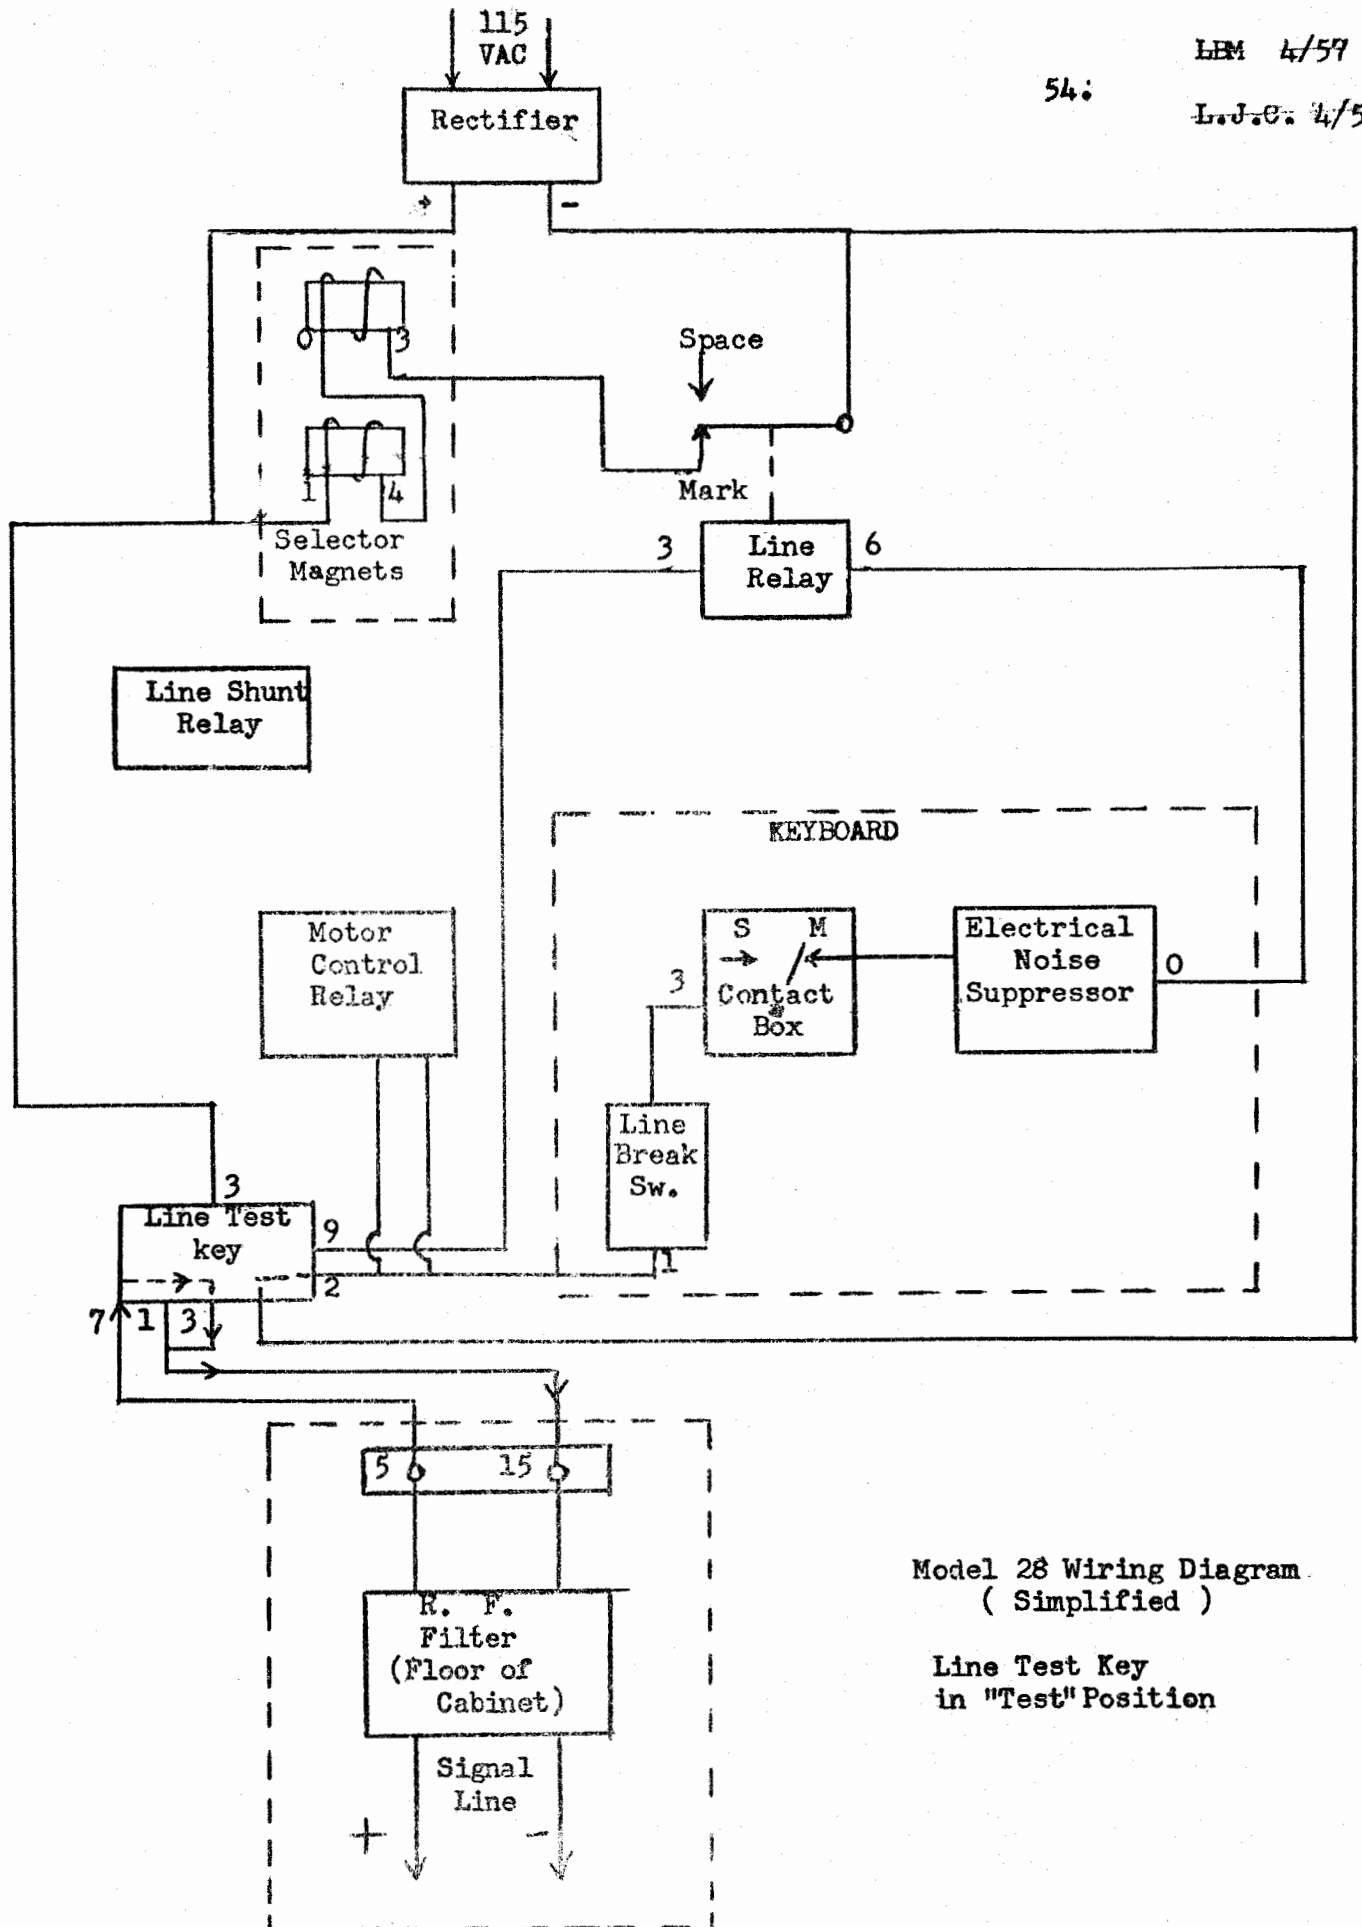 115
VAC
LBM 4/57
54:
L.J.C. 4/5
Rectifier
+ -
0 3
Space
1 4
Mark
Selector
Magnets
3
Line
Relay
6
Line Shunt
Relay
KEYBOARD
Motor
Control
Relay
S M
3
Contact
Box
Electrical
Noise
Suppressor
0
Line
Break
Sw.
1
3
Line Test
key
9
2
7 1 3
5 15
R. F.
Filter
(Floor of
Cabinet)
Signal
Line
+ -
Model 28 Wiring Diagram
( Simplified )
Line Test Key
in "Test" Position